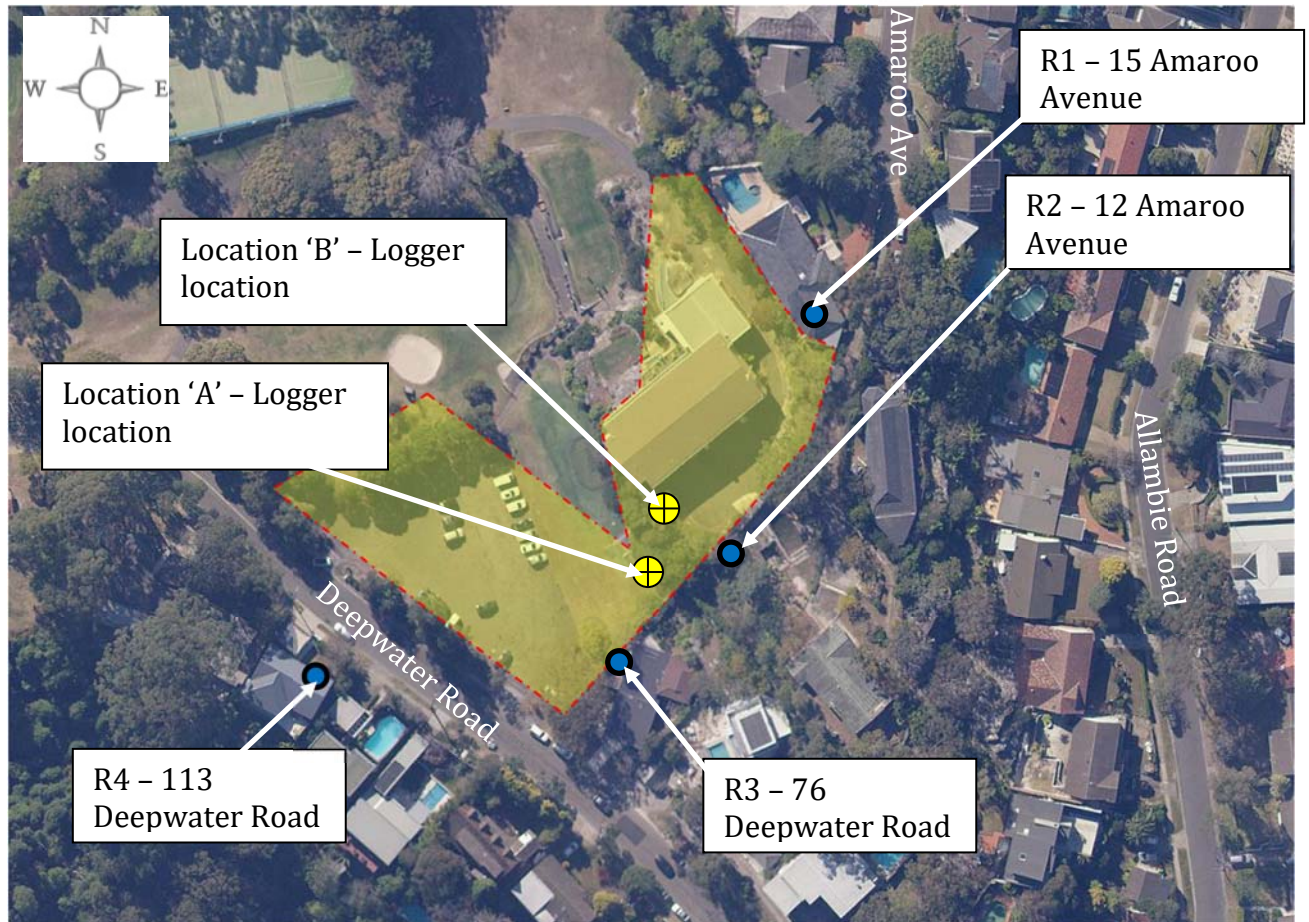 N
W E
S
Amaroo Ave
R1 – 15 Amaroo
Avenue
R2 – 12 Amaroo
Avenue
Location ‘B’ – Logger
location
Location ‘A’ – Logger
location
Allambie Road
Deepwater Road
R4 – 113
Deepwater Road
R3 – 76
Deepwater Road